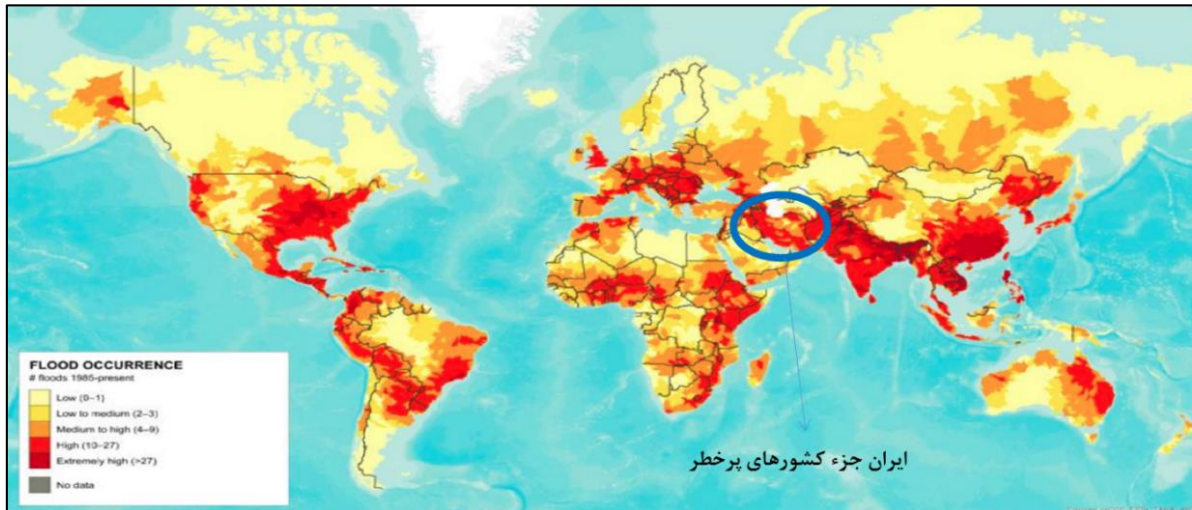 FLOOD OCCURRENCE
# floods 1985-present
Low (0–1)
Low to medium (2–3)
Medium to high (4–9)
High (10–27)
Extremely high (>27)
No data
ایران جزء کشورهای پرخطر